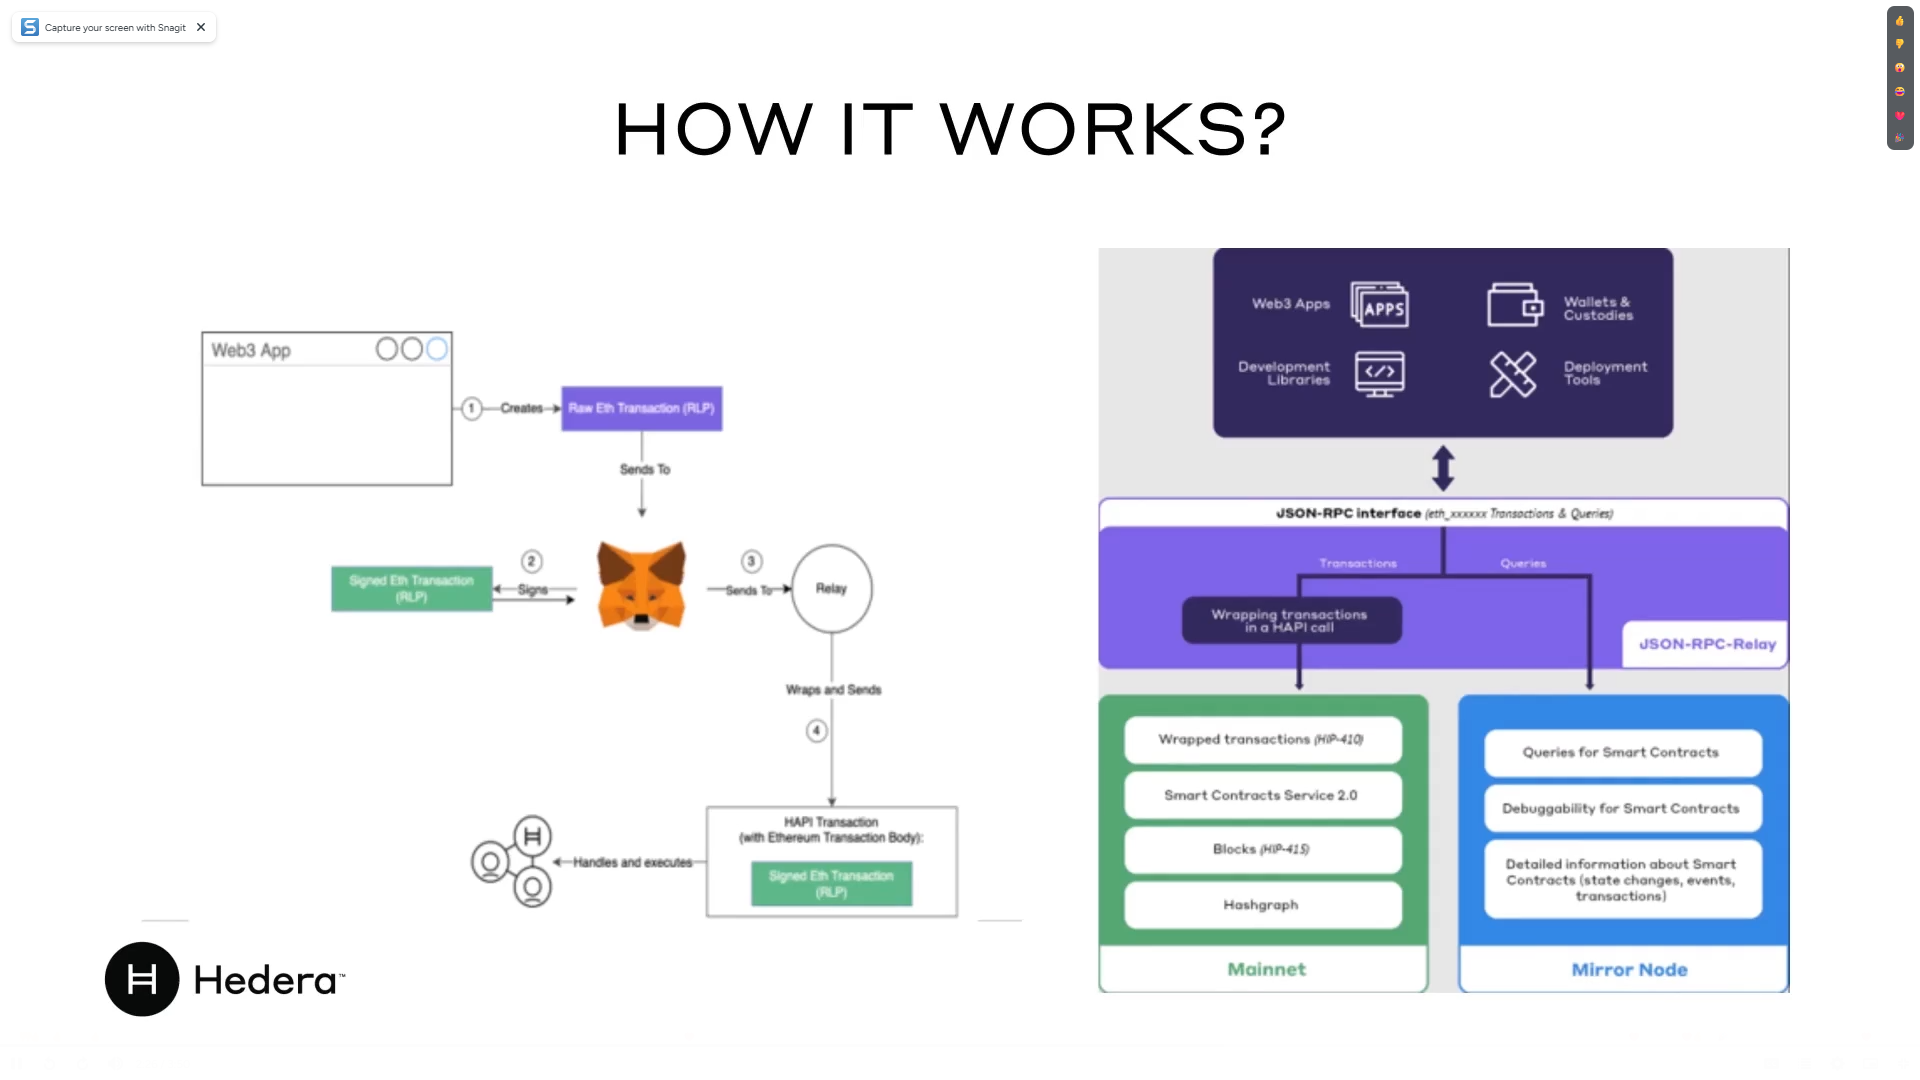 Capture your screen with Snagit
HOW IT WORKS?
Web3 App
1
Creates
Raw Eth Transaction (RLP)
Sends To
2
Signs
Signed Eth Transaction
(RLP)
3
Sends To
Relay
Wraps and Sends
4
HAPI Transaction
(with Ethereum Transaction Body):
Signed Eth Transaction
(RLP)
Handles and executes
H Hedera™
Web3 Apps
APPS
Wallets &
Custodies
Development
Libraries
</>
Deployment
Tools
JSON-RPC interface (eth_xxxxxx Transactions & Queries)
Transactions
Queries
Wrapping transactions
in a HAPI call
JSON-RPC-Relay
Wrapped transactions (HIP-410)
Smart Contracts Service 2.0
Blocks (HIP-415)
Hashgraph
Mainnet
Queries for Smart Contracts
Debuggability for Smart Contracts
Detailed information about Smart
Contracts (state changes, events,
transactions)
Mirror Node